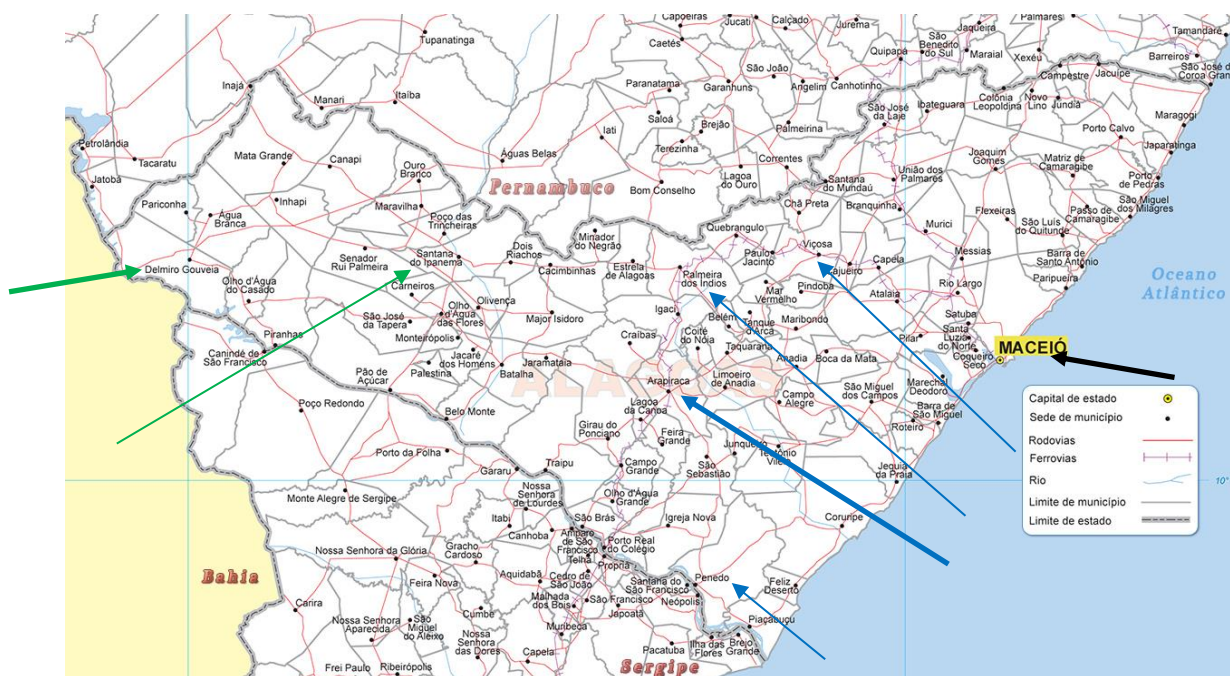 Capoeiras
Jucati
Calçado
Jurema
Jaqueira
Palmares
Tamandaré
Tupanatinga
Caetés
Quipapá
São
Benedito
do Sul
Maraial
Xexéu
Barreiros
São José da
Coroa Grande
Inajá
Manari
Itaíba
Paranatama
São João
Garanhuns
Angelim
Canhotinho
Campestre
Jacuípe
Colônia
Leopoldina
Novo
Lino
Jundiá
Ibateguara
São José
da Laje
Maragogi
Saloá
Brejão
Palmeirina
Iati
Terezinha
Porto Calvo
Japaratinga
Petrolândia
Tacaratu
Jatobá
Mata Grande
Canapi
Ouro
Branco
Águas Belas
Pernambuco
Bom Conselho
Lagoa
do Ouro
Correntes
Santana
do Mundaú
União dos
Palmares
Joaquim
Gomes
Matriz de
Camaragibe
Porto
de Pedras
São Miguel
dos Milagres
Passo de
Camaragibe
Pariconha
Água
Branca
Inhapi
Maravilha
Poço das
Trincheiras
Chã Preta
Branquinha
Flexeiras
São Luís
do Quitunde
Murici
Messias
Barra de
Santo Antônio
Paripueira
Minador
do Negrão
Quebrangulo
Paulo
Jacinto
Viçosa
Cajueiro
Capela
Senador
Rui Palmeira
Santana
do Ipanema
Dois
Riachos
Cacimbinhas
Estrela
de Alagoas
Palmeira
dos Índios
Mar
Vermelho
Pindoba
Atalaia
Rio Largo
Oceano
Atlântico
Delmiro Gouveia
Olho d'Água
do Casado
Carneiros
Olho
d'Água
das Flores
Olivença
Major Isidoro
Igaci
Belém
Tanque
d'Arca
Maribondo
Satuba
Santa
Luzia
do Norte
Coqueiro
Seco
MACEIÓ
Pilar
São José
da Tapera
Monteirópolis
Craíbas
Coité
do Nóia
Taquarana
Anadia
Boca da Mata
Piranhas
Canindé de
São Francisco
Palestina
Jacaré
dos Homens
Batalha
Jaramataia
ALAGOAS
Arapiraca
Limoeiro
de Anadia
Marechal
Deodoro
São Miguel
dos Campos
Campo
Alegre
Barra de
São Miguel
Roteiro
Pão de
Açúcar
Belo Monte
Poço Redondo
Lagoa
da Canoa
Girau do
Ponciano
Feira
Grande
Junqueiro
Teotônio
Vilela
Jequia
da Praia
Capital de estado
Sede de município
Rodovias
Ferrovias
Rio
Limite de município
Limite de estado
10°
Porto da Folha
Gararu
Traipu
Campo
Grande
São
Sebastião
Monte Alegre de Sergipe
Nossa
Senhora
de Lourdes
Olho d'Água
Grande
Itabi
Canhoba
São Brás
Amparo
de São
Francisco
Igreja Nova
Coruripe
Porto Real
do Colégio
Telha
Propriá
Nossa Senhora da Glória
Gracho
Cardoso
Feira Nova
Aquidabã
Cedro de
São João
São Francisco
Malhada
dos Bois
Japoatã
Santana do
São Francisco
Neópolis
Penedo
Feliz
Deserto
Bahia
Carira
Nossa Senhora
Aparecida
São
Miguel
do Aleixo
Cumbe
Nossa
Senhora
das Dores
Muribeca
Capela
Piaçabuçu
Ilha das
Flores
Brejo
Grande
Pacatuba
Sergipe
Frei Paulo
Ribeirópolis